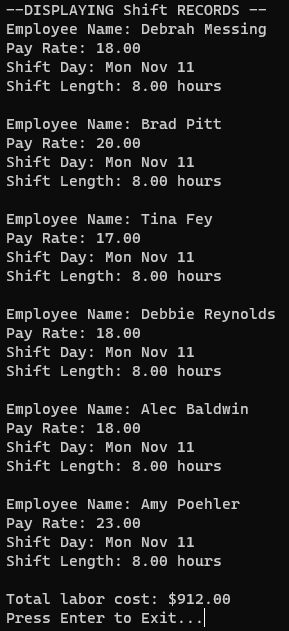 --DISPLAYING Shift RECORDS --
Employee Name: Debrah Messing
Pay Rate: 18.00
Shift Day: Mon Nov 11
Shift Length: 8.00 hours
Employee Name: Brad Pitt
Pay Rate: 20.00
Shift Day: Mon Nov 11
Shift Length: 8.00 hours
Employee Name: Tina Fey
Pay Rate: 17.00
Shift Day: Mon Nov 11
Shift Length: 8.00 hours
Employee Name: Debbie Reynolds
Pay Rate: 18.00
Shift Day: Mon Nov 11
Shift Length: 8.00 hours
Employee Name: Alec Baldwin
Pay Rate: 18.00
Shift Day: Mon Nov 11
Shift Length: 8.00 hours
Employee Name: Amy Poehler
Pay Rate: 23.00
Shift Day: Mon Nov 11
Shift Length: 8.00 hours
Total labor cost: $912.00
Press Enter to Exit...